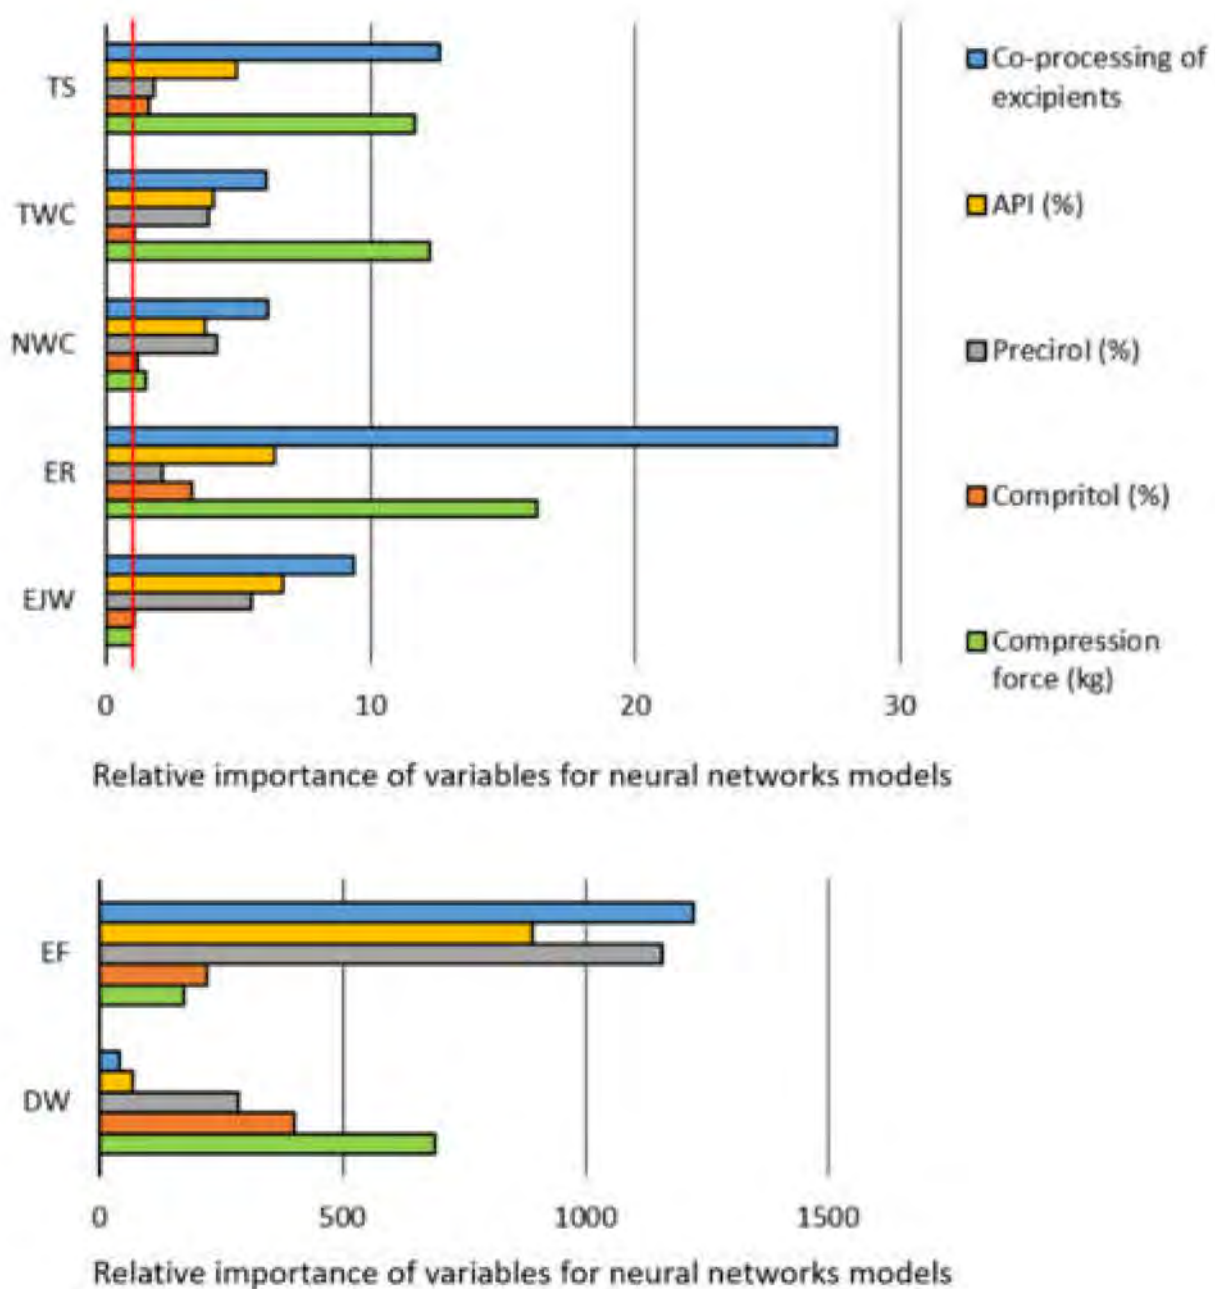 TS
TWC
NWC
ER
EJW
0 10 20 30
Relative importance of variables for neural networks models
Co-processing of
excipients
API (%)
Precirol (%)
Compritol (%)
Compression
force (kg)
EF
DW
0 500 1000 1500
Relative importance of variables for neural networks models